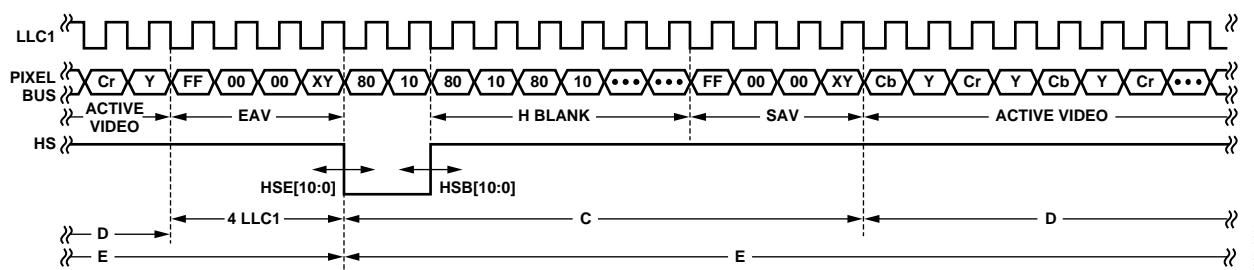 LLC1
PIXEL BUS Cr Y FF 00 00 XY 80 10 80 10 80 10 ••• ••• FF 00 00 XY Cb Y Cr Y Cb Y Cr •••
ACTIVE VIDEO EAV H BLANK SAV ACTIVE VIDEO
HS
HSE[10:0] HSB[10:0]
4 LLC1 C D
D
E E